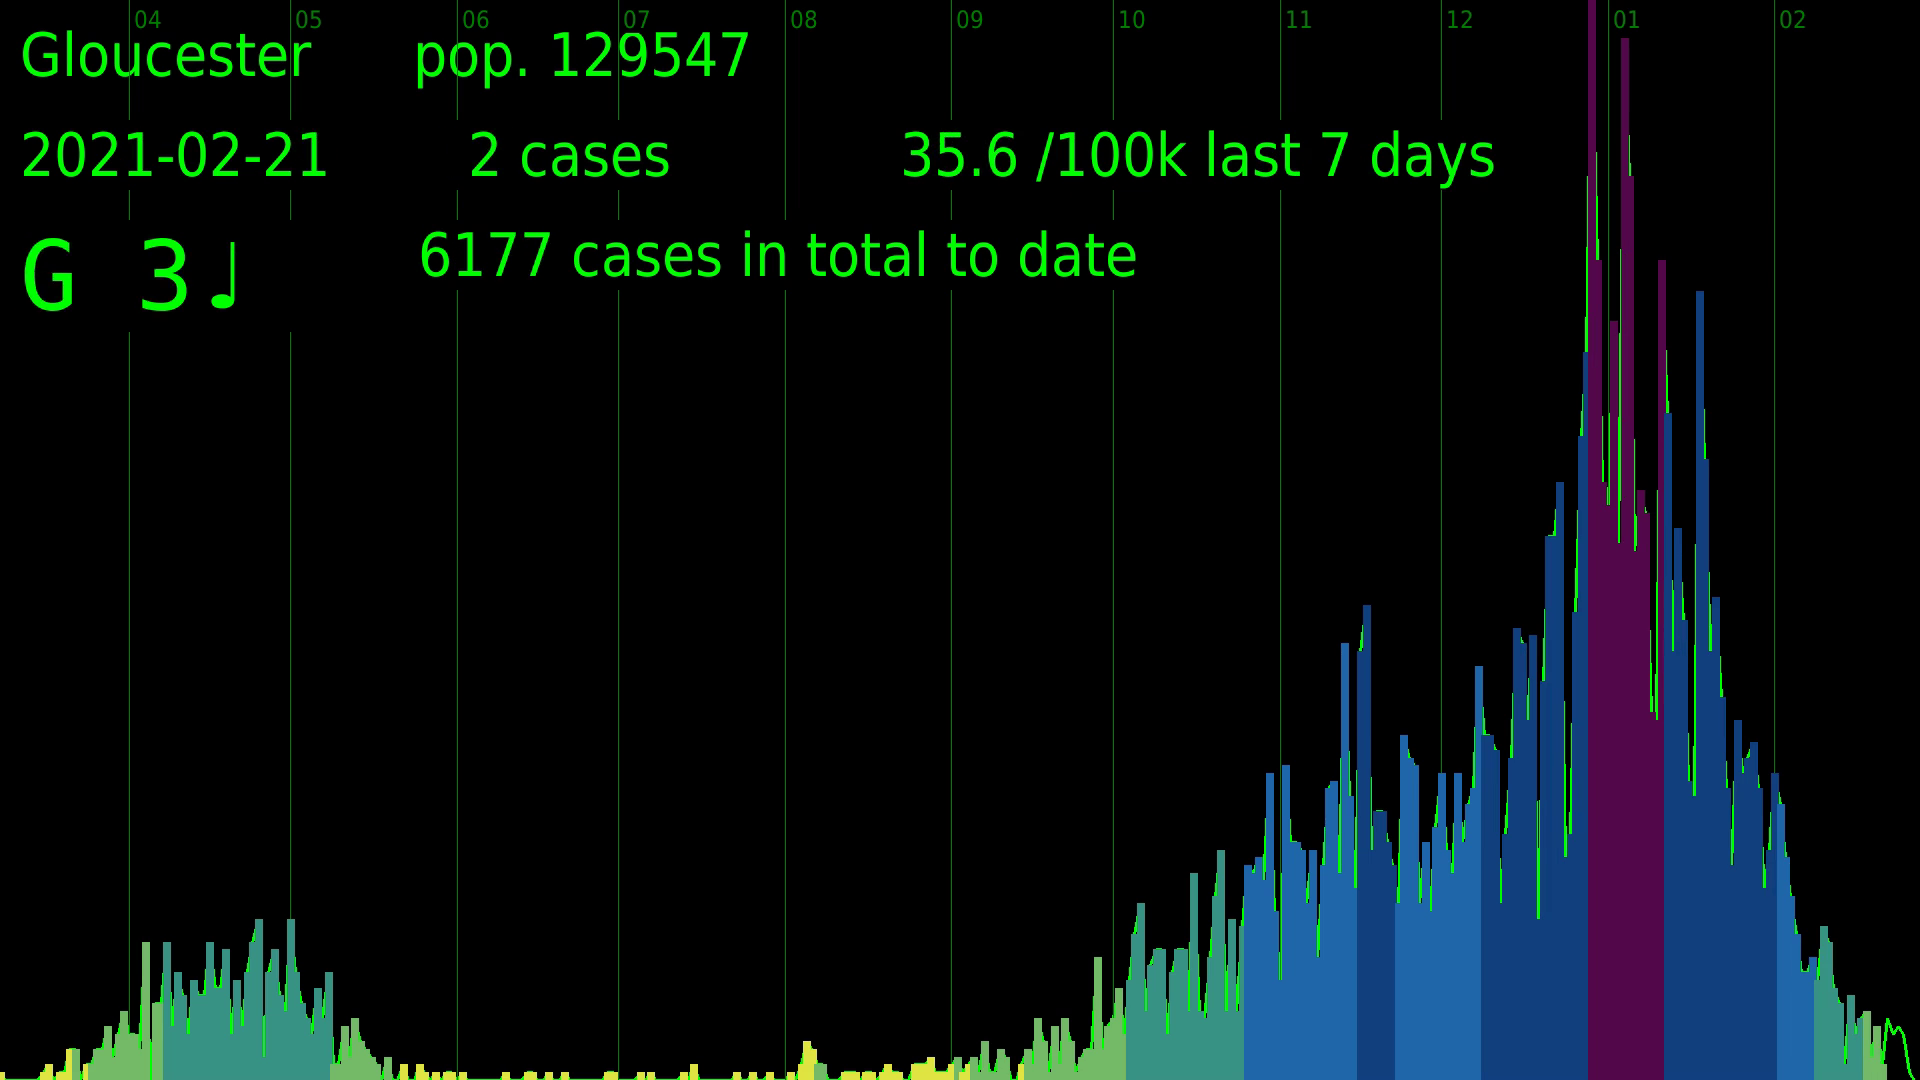 04 05 06 07 08 09 10 11 12 01 02
Gloucester pop. 129547
2021-02-21 2 cases 35.6 /100k last 7 days
G 3♩ 6177 cases in total to date